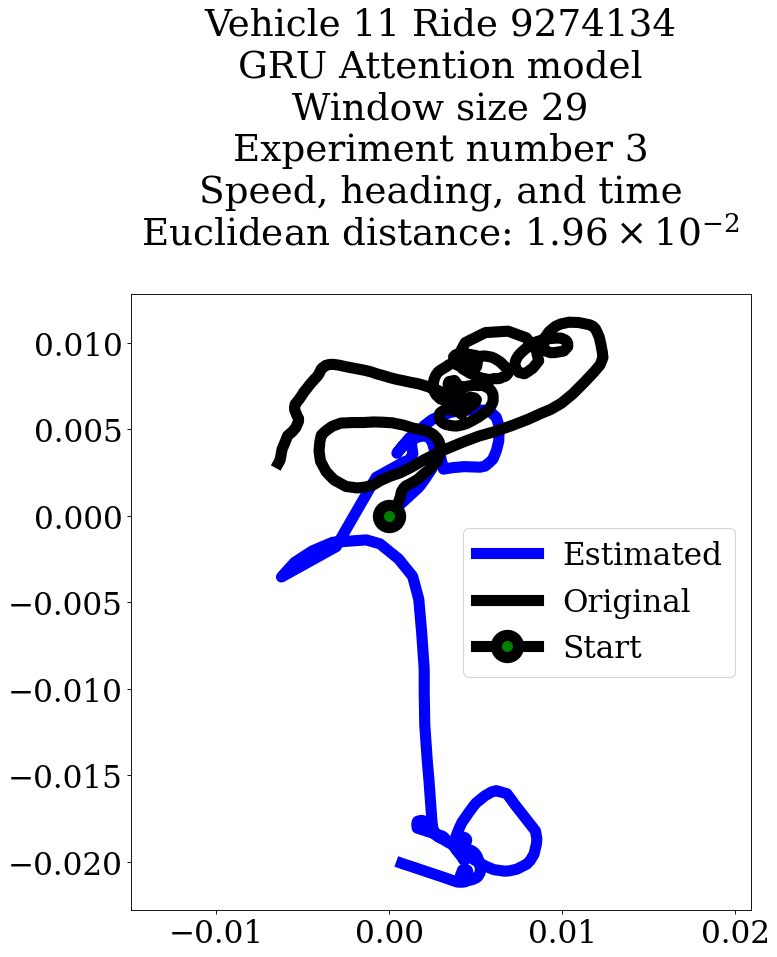 Vehicle 11 Ride 9274134
GRU Attention model
Window size 29
Experiment number 3
Speed, heading, and time
Euclidean distance: 1.96 × 10⁻²
0.010
0.005
0.000
−0.005
−0.010
−0.015
−0.020
Estimated
Original
Start
−0.01 0.00 0.01 0.02